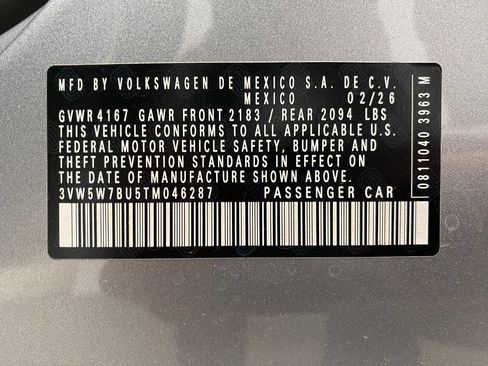 MFD BY VOLKSWAGEN DE MEXICO S.A. DE C.V.
MEXICO 02/26
GVWR 4167 GAWR FRONT 2183 / REAR 2094 LBS
THIS VEHICLE CONFORMS TO ALL APPLICABLE U.S.
FEDERAL MOTOR VEHICLE SAFETY, BUMPER AND
THEFT PREVENTION STANDARDS IN EFFECT ON
THE DATE OF MANUFACTURE SHOWN ABOVE.
3VW5W7BU5TM046287 PASSENGER CAR
0811040 3963 M